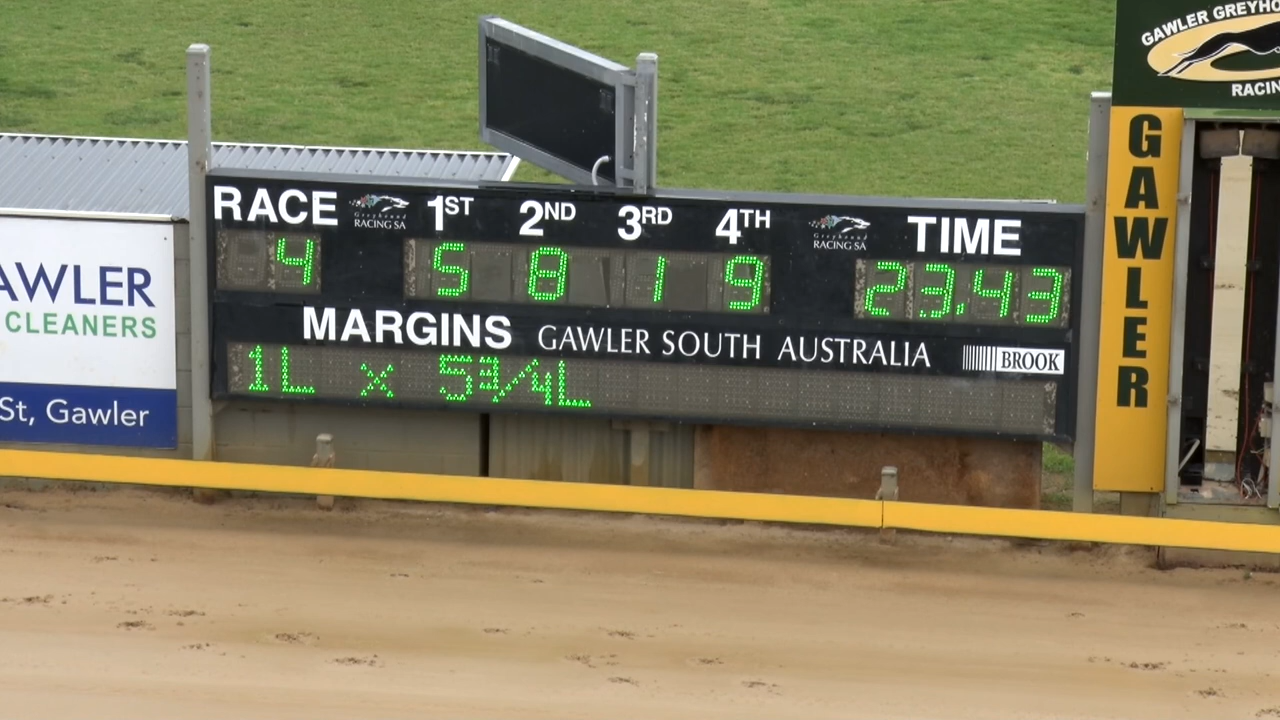 GAWLER GREYHO
RACIN
GAWLER
RACE
Greyhound
RACING SA
1ST 2ND 3RD 4TH
Greyhound
RACING SA
TIME
4 5 8 1 9 23.43
MARGINS GAWLER SOUTH AUSTRALIA BROOK
1L x 5¾L
AWLER
CLEANERS
St, Gawler